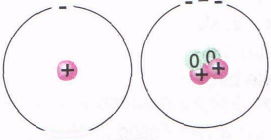 - - -
0 0
+ + +